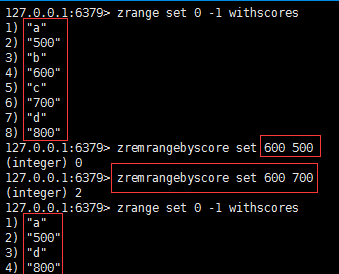 127.0.0.1:6379> zrange set 0 -1 withscores
1) "a"
2) "500"
3) "b"
4) "600"
5) "c"
6) "700"
7) "d"
8) "800"
127.0.0.1:6379> zremrangebyscore set 600 500
(integer) 0
127.0.0.1:6379> zremrangebyscore set 600 700
(integer) 2
127.0.0.1:6379> zrange set 0 -1 withscores
1) "a"
2) "500"
3) "d"
4) "800"